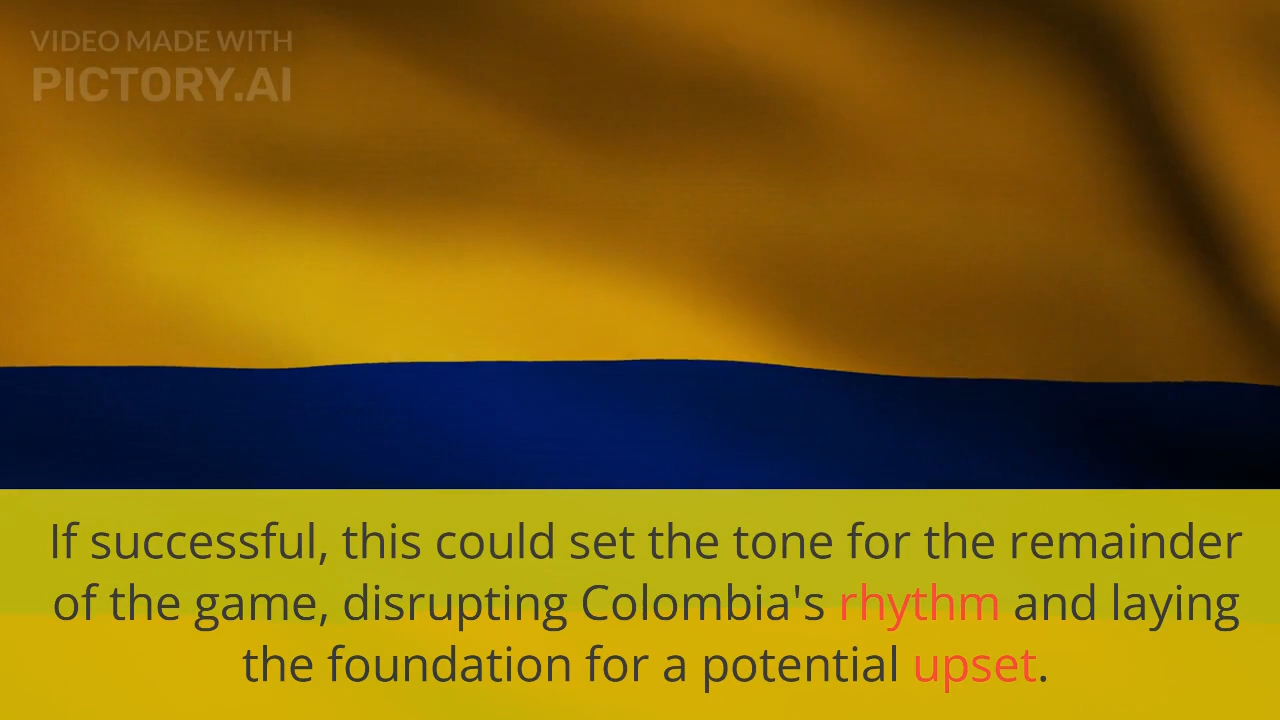 VIDEO MADE WITH
PICTORY.AI
If successful, this could set the tone for the remainder
of the game, disrupting Colombia's rhythm and laying
the foundation for a potential upset.